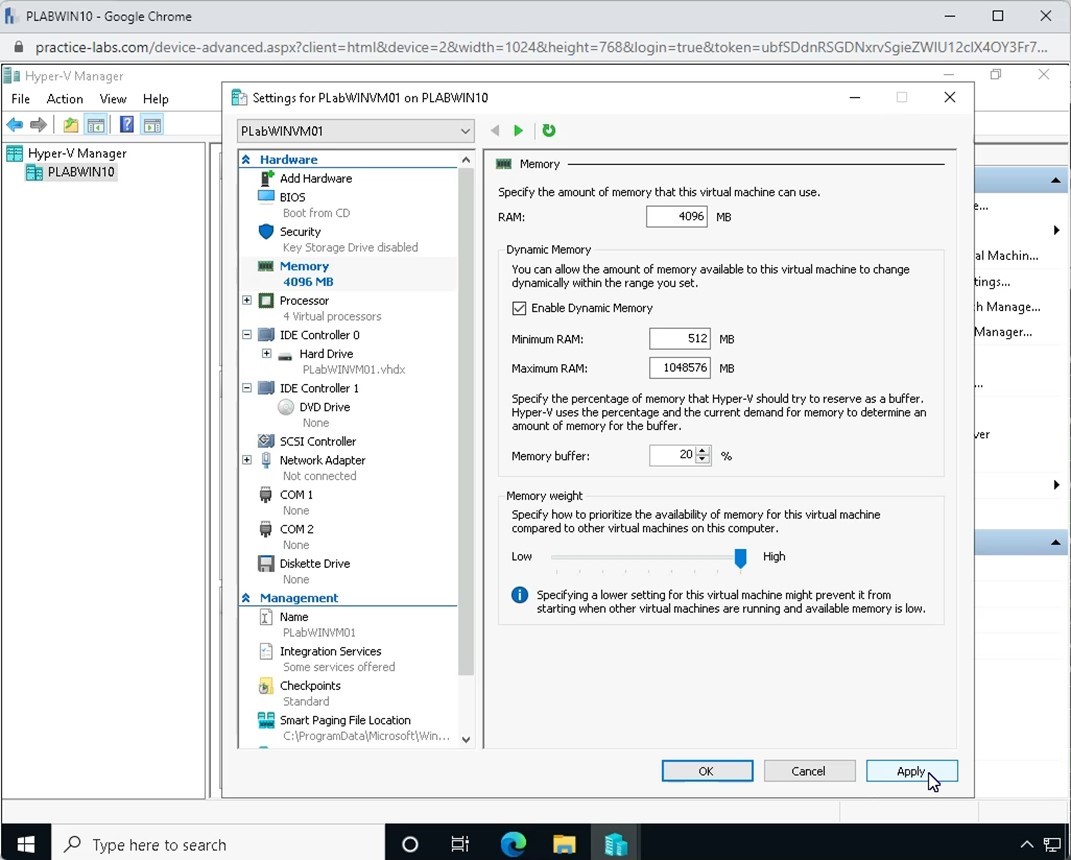 PLABWIN10 - Google Chrome
practice-labs.com/device-advanced.aspx?client=html&device=2&width=1024&height=768&login=true&token=ubfSDdnRSGDNxrvSgieZWIU12clX4OY3Fr7...
Hyper-V Manager
File Action View Help
Hyper-V Manager
PLABWIN10
Settings for PLabWINVM01 on PLABWIN10
PLabWINVM01
Hardware
Add Hardware
BIOS
Boot from CD
Security
Key Storage Drive disabled
Memory
4096 MB
Processor
4 Virtual processors
IDE Controller 0
Hard Drive
PLabWINVM01.vhdx
IDE Controller 1
DVD Drive
None
SCSI Controller
Network Adapter
Not connected
COM 1
None
COM 2
None
Diskette Drive
None
Management
Name
PLabWINVM01
Integration Services
Some services offered
Checkpoints
Standard
Smart Paging File Location
C:\ProgramData\Microsoft\Win...
Memory
Specify the amount of memory that this virtual machine can use.
RAM: 4096 MB
Dynamic Memory
You can allow the amount of memory available to this virtual machine to change
dynamically within the range you set.
Enable Dynamic Memory
Minimum RAM: 512 MB
Maximum RAM: 1048576 MB
Specify the percentage of memory that Hyper-V should try to reserve as a buffer.
Hyper-V uses the percentage and the current demand for memory to determine an
amount of memory for the buffer.
Memory buffer: 20 %
Memory weight
Specify how to prioritize the availability of memory for this virtual machine
compared to other virtual machines on this computer.
Low High
Specifying a lower setting for this virtual machine might prevent it from
starting when other virtual machines are running and available memory is low.
OK Cancel Apply
e...
al Machin...
tings...
h Manage...
Manager...
...
ver
Type here to search